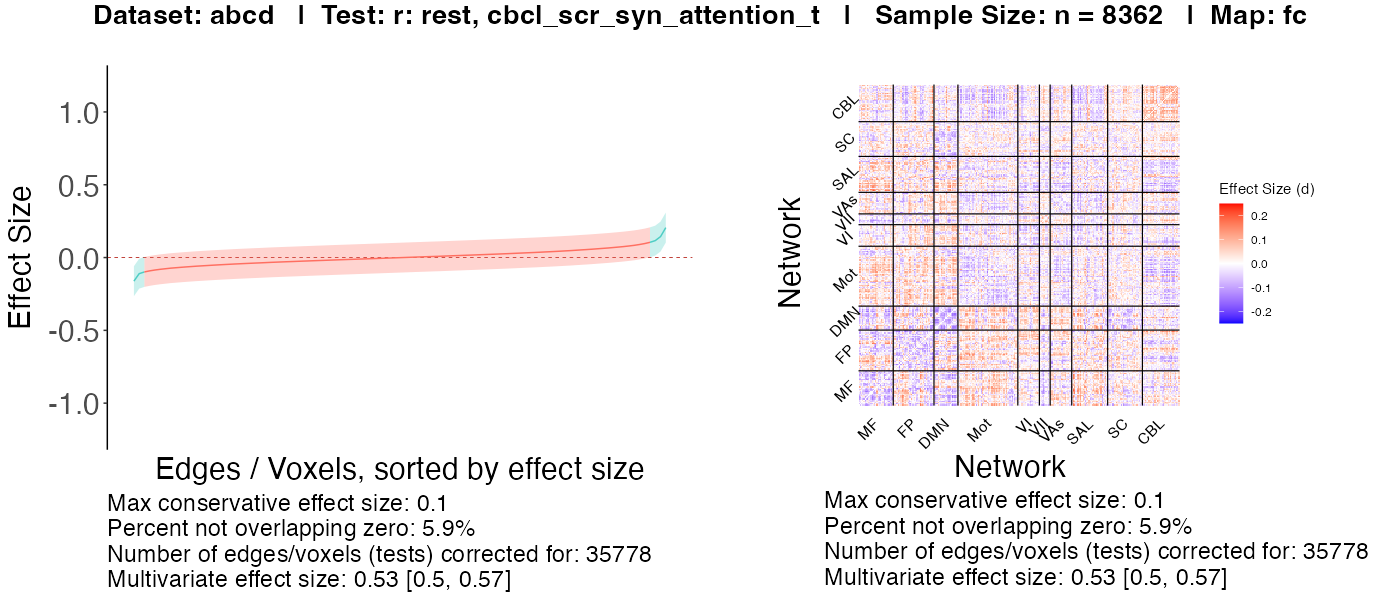 Dataset: abcd | Test: r: rest, cbcl_scr_syn_attention_t | Sample Size: n = 8362 | Map: fc
Effect Size
1.0
0.5
0.0
-0.5
-1.0
Edges / Voxels, sorted by effect size
Max conservative effect size: 0.1
Percent not overlapping zero: 5.9%
Number of edges/voxels (tests) corrected for: 35778
Multivariate effect size: 0.53 [0.5, 0.57]
Network
CBL
SC
SAL
VAs
VII
VI
Mot
DMN
FP
MF
MF
FP
DMN
Mot
VI
VII
VAs
SAL
SC
CBL
Network
Effect Size (d)
0.2
0.1
0.0
-0.1
-0.2
Max conservative effect size: 0.1
Percent not overlapping zero: 5.9%
Number of edges/voxels (tests) corrected for: 35778
Multivariate effect size: 0.53 [0.5, 0.57]